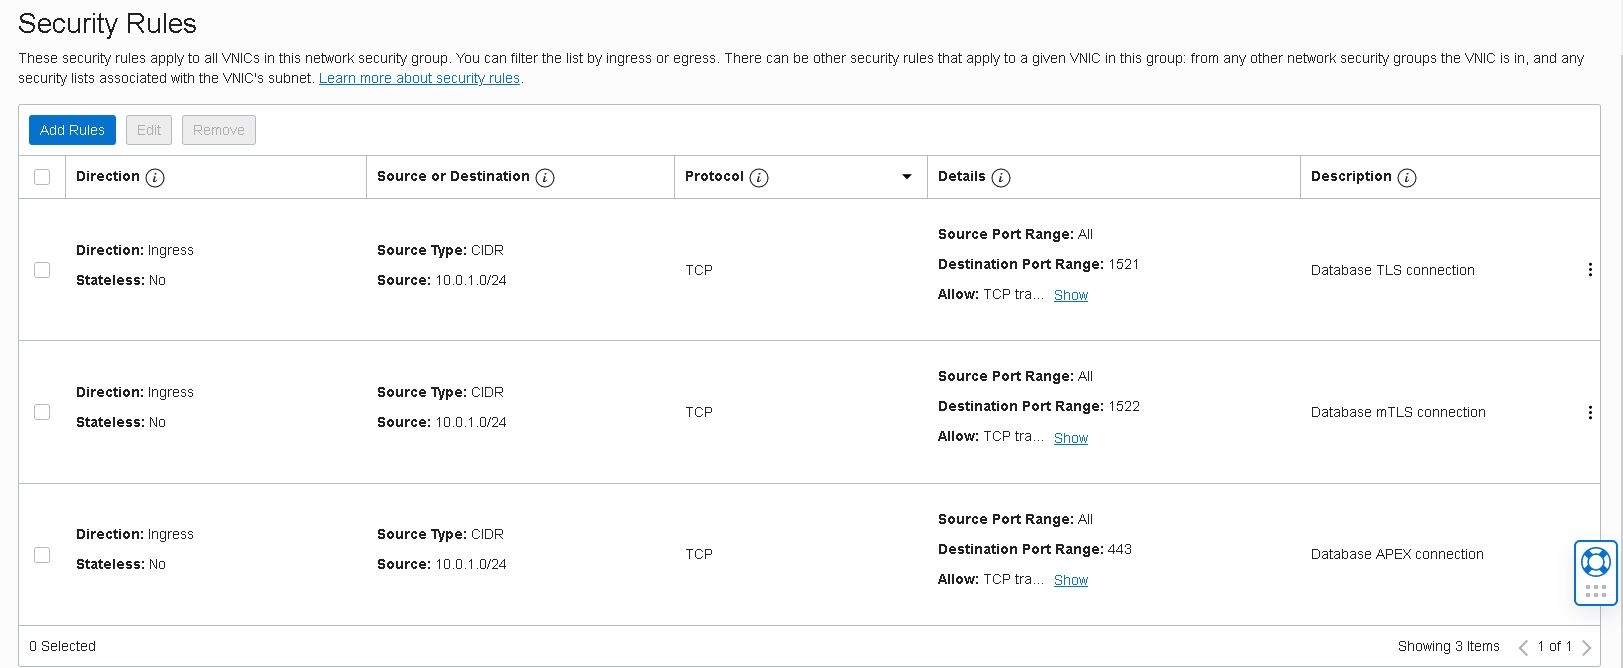 Security Rules
These security rules apply to all VNICs in this network security group. You can filter the list by ingress or egress. There can be other security rules that apply to a given VNIC in this group: from any other network security groups the VNIC is in, and any
security lists associated with the VNIC's subnet. Learn more about security rules.
Add Rules Edit Remove
Direction i Source or Destination i Protocol i Details i Description i
Direction: Ingress
Stateless: No
Source Type: CIDR
Source: 10.0.1.0/24
TCP
Source Port Range: All
Destination Port Range: 1521
Allow: TCP tra... Show
Database TLS connection
Direction: Ingress
Stateless: No
Source Type: CIDR
Source: 10.0.1.0/24
TCP
Source Port Range: All
Destination Port Range: 1522
Allow: TCP tra... Show
Database mTLS connection
Direction: Ingress
Stateless: No
Source Type: CIDR
Source: 10.0.1.0/24
TCP
Source Port Range: All
Destination Port Range: 443
Allow: TCP tra... Show
Database APEX connection
0 Selected
Showing 3 Items < 1 of 1 >